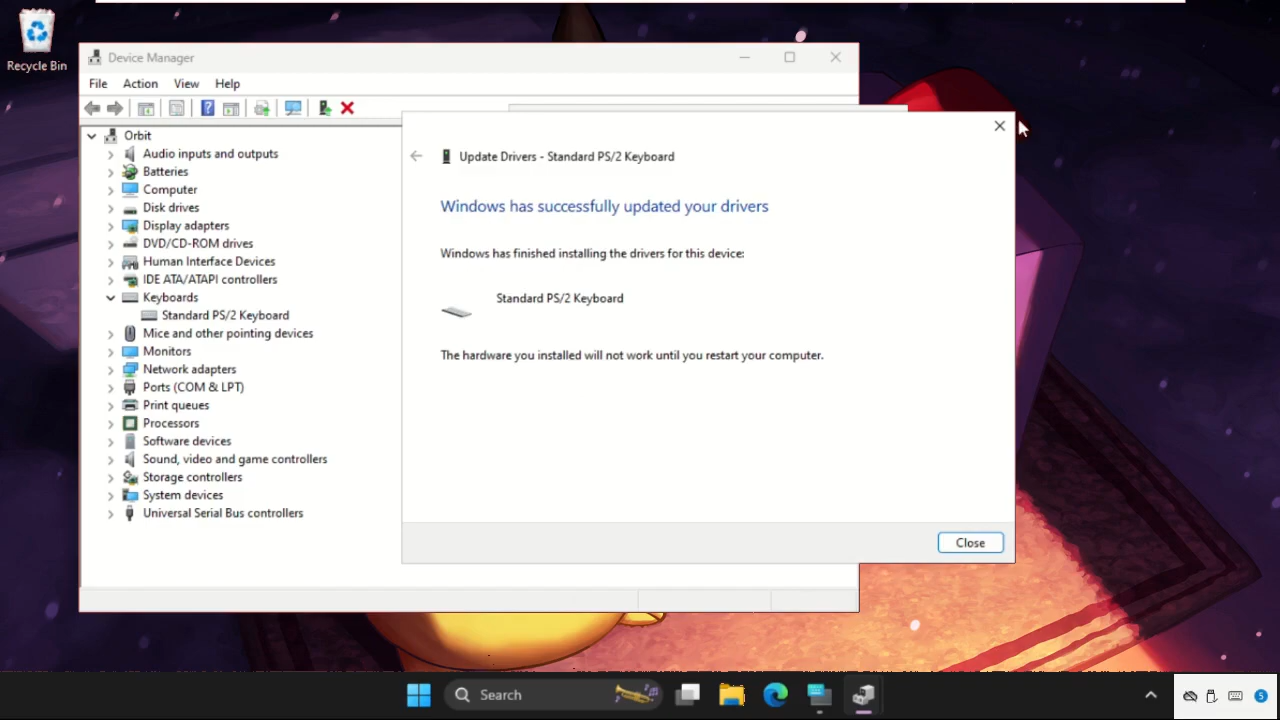 Recycle Bin
Device Manager
File Action View Help
Orbit
Audio inputs and outputs
Batteries
Computer
Disk drives
Display adapters
DVD/CD-ROM drives
Human Interface Devices
IDE ATA/ATAPI controllers
Keyboards
Standard PS/2 Keyboard
Mice and other pointing devices
Monitors
Network adapters
Ports (COM & LPT)
Print queues
Processors
Software devices
Sound, video and game controllers
Storage controllers
System devices
Universal Serial Bus controllers
Update Drivers - Standard PS/2 Keyboard
Windows has successfully updated your drivers
Windows has finished installing the drivers for this device:
Standard PS/2 Keyboard
The hardware you installed will not work until you restart your computer.
Close
Search
5